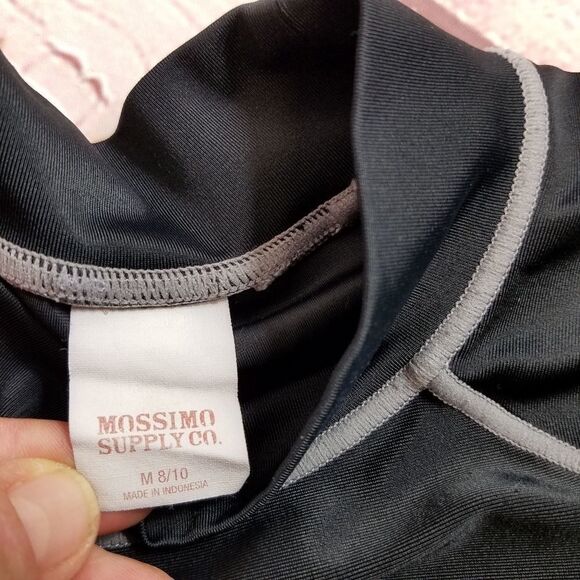 MOSSIMO
SUPPLY CO.
M 8/10
MADE IN INDONESIA